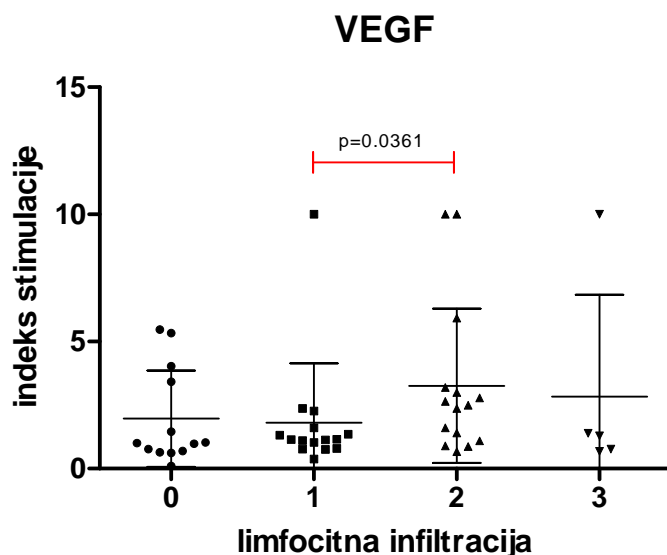 VEGF
15
p=0.0361
10
5
0
indeks stimulacije
0 1 2 3
limfocitna infiltracija